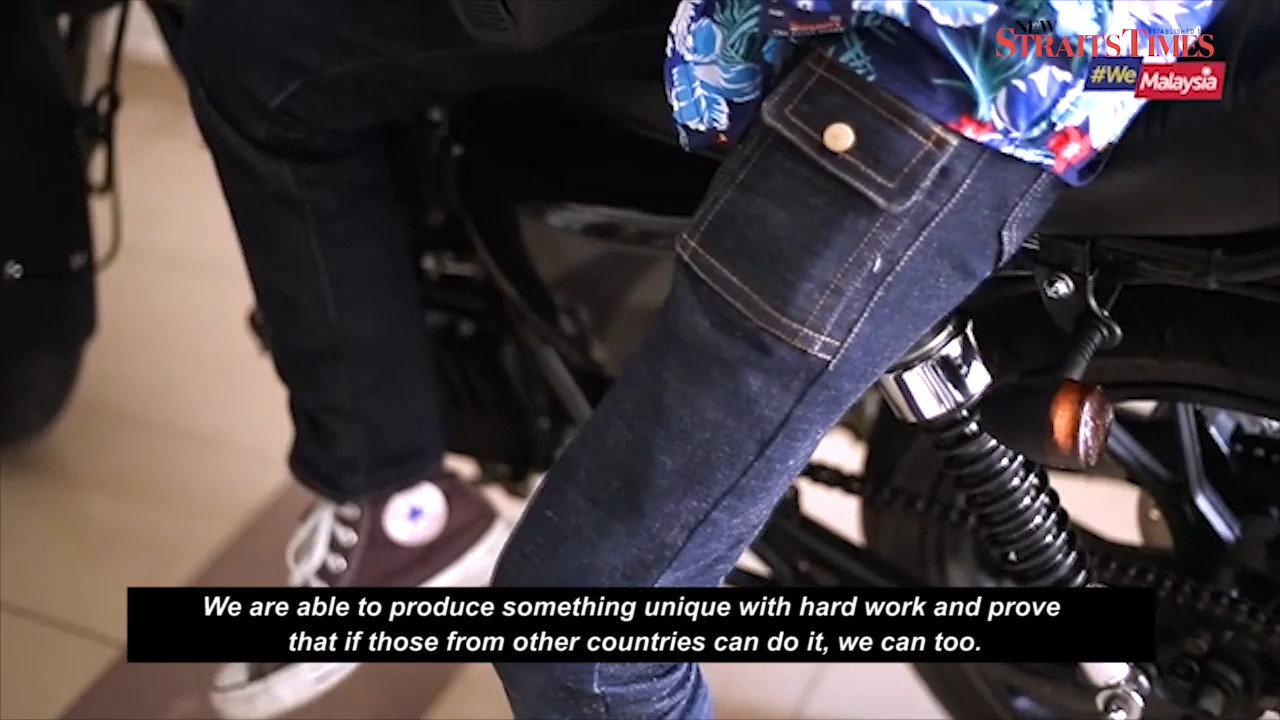 NEW
STRAITS TIMES
#We Malaysia
We are able to produce something unique with hard work and prove
that if those from other countries can do it, we can too.